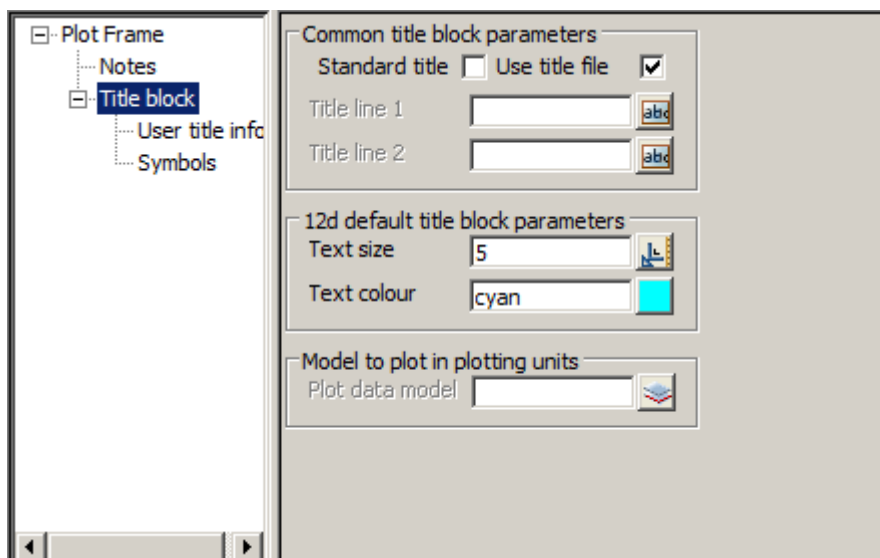 Plot Frame
Notes
Title block
User title info
Symbols
Common title block parameters
Standard title Use title file
Title line 1 abc
Title line 2 abc
12d default title block parameters
Text size 5
Text colour cyan
Model to plot in plotting units
Plot data model